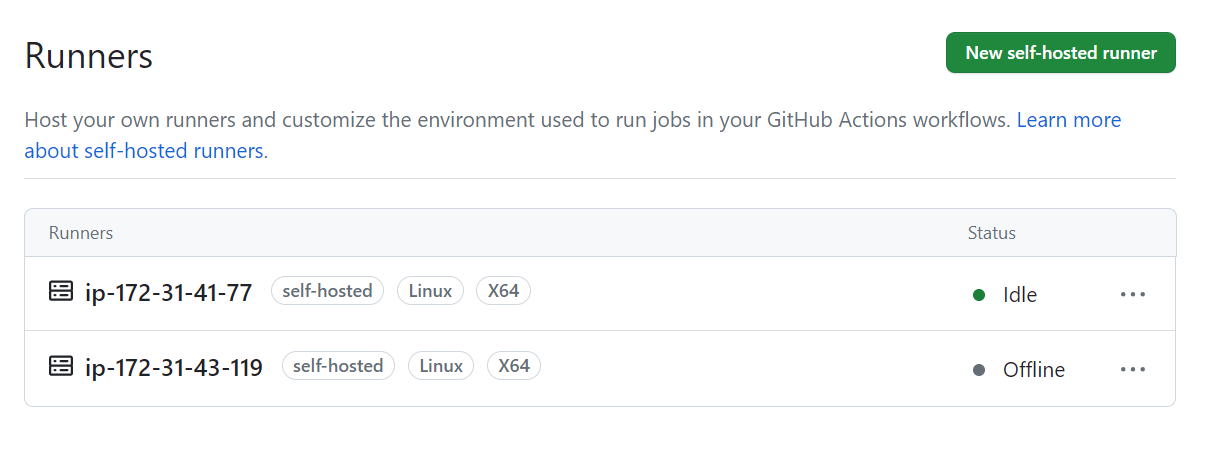 Runners
New self-hosted runner
Host your own runners and customize the environment used to run jobs in your GitHub Actions workflows. Learn more
about self-hosted runners.
Runners Status
ip-172-31-41-77 self-hosted Linux X64 Idle
ip-172-31-43-119 self-hosted Linux X64 Offline